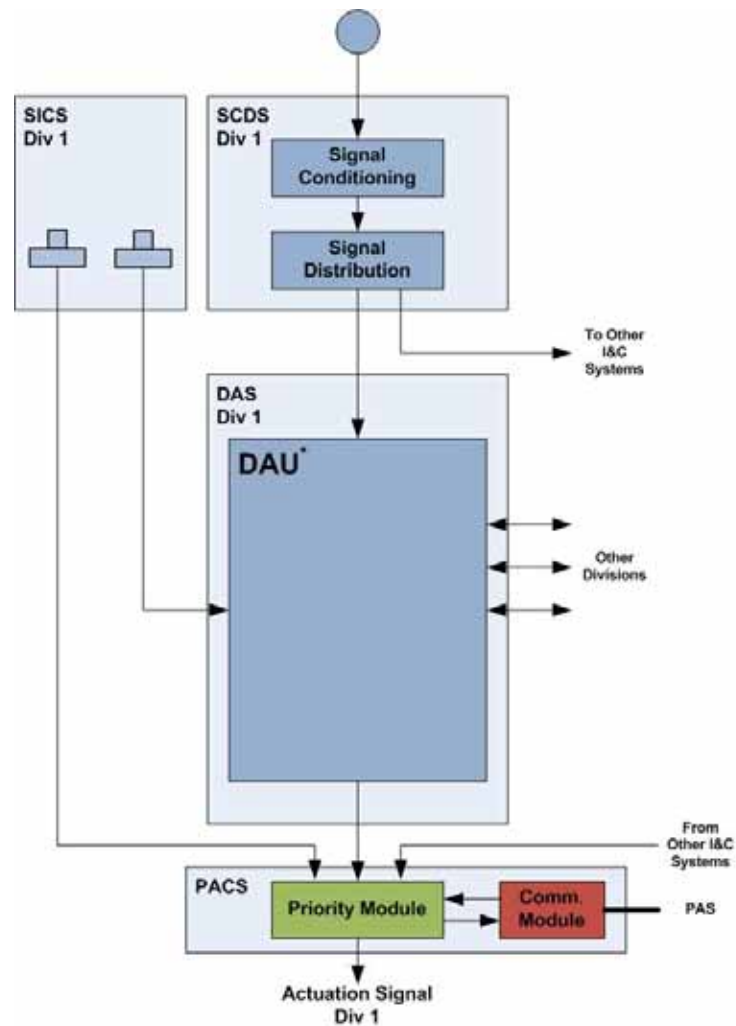 SICS
Div 1
SCDS
Div 1
Signal
Conditioning
Signal
Distribution
To Other
I&C
Systems
DAS
Div 1
DAU*
Other
Divisions
From
Other I&C
Systems
PACS
Priority Module
Comm.
Module
PAS
Actuation Signal
Div 1